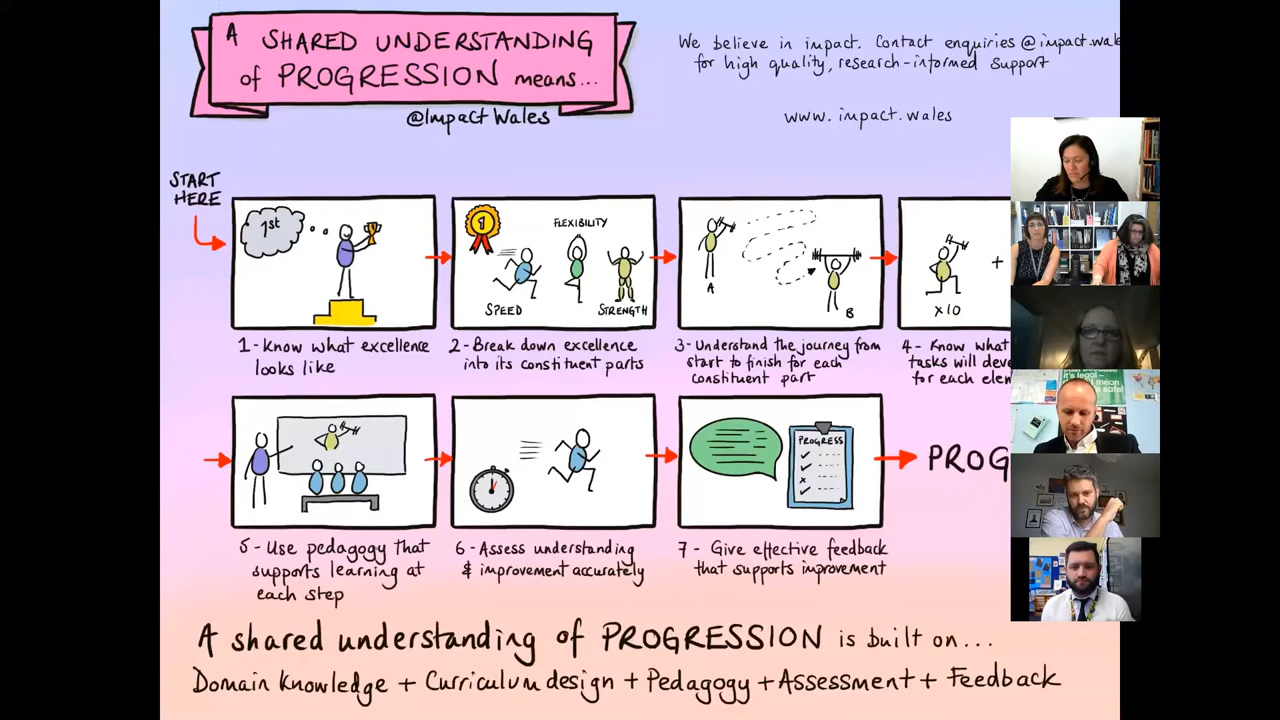 A SHARED UNDERSTANDING
of PROGRESSION means...
@ImpactWales
We believe in impact. Contact enquiries@impact.wale
for high quality, research-informed support
www.impact.wales
START
HERE
1st
1 - Know what excellence
looks like
1
FLEXIBILITY
SPEED
STRENGTH
2 - Break down excellence
into its constituent parts
A
B
3 - Understand the journey from
start to finish for each
constituent part
+
x10
4 - Know what
tasks will deve
for each elem
5 - Use pedagogy that
supports learning at
each step
6 - Assess understanding
& improvement accurately
PROGRESS
7 - Give effective feedback
that supports improvement
PROG
it's legal -
mean
safe!
A shared understanding of PROGRESSION is built on...
Domain Knowledge + Curriculum design + Pedagogy + Assessment + Feedback